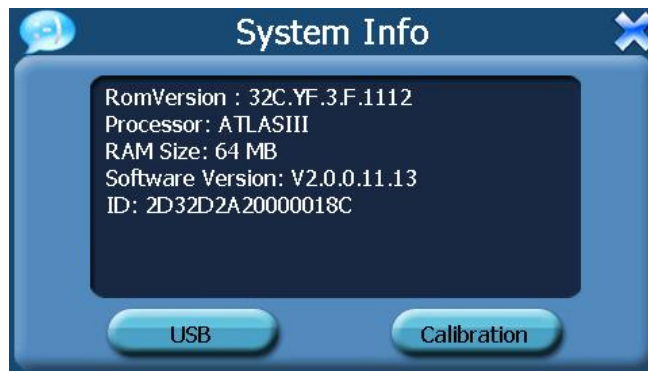 System Info
RomVersion : 32C.YF.3.F.1112
Processor: ATLASIII
RAM Size: 64 MB
Software Version: V2.0.0.11.13
ID: 2D32D2A20000018C
USB
Calibration